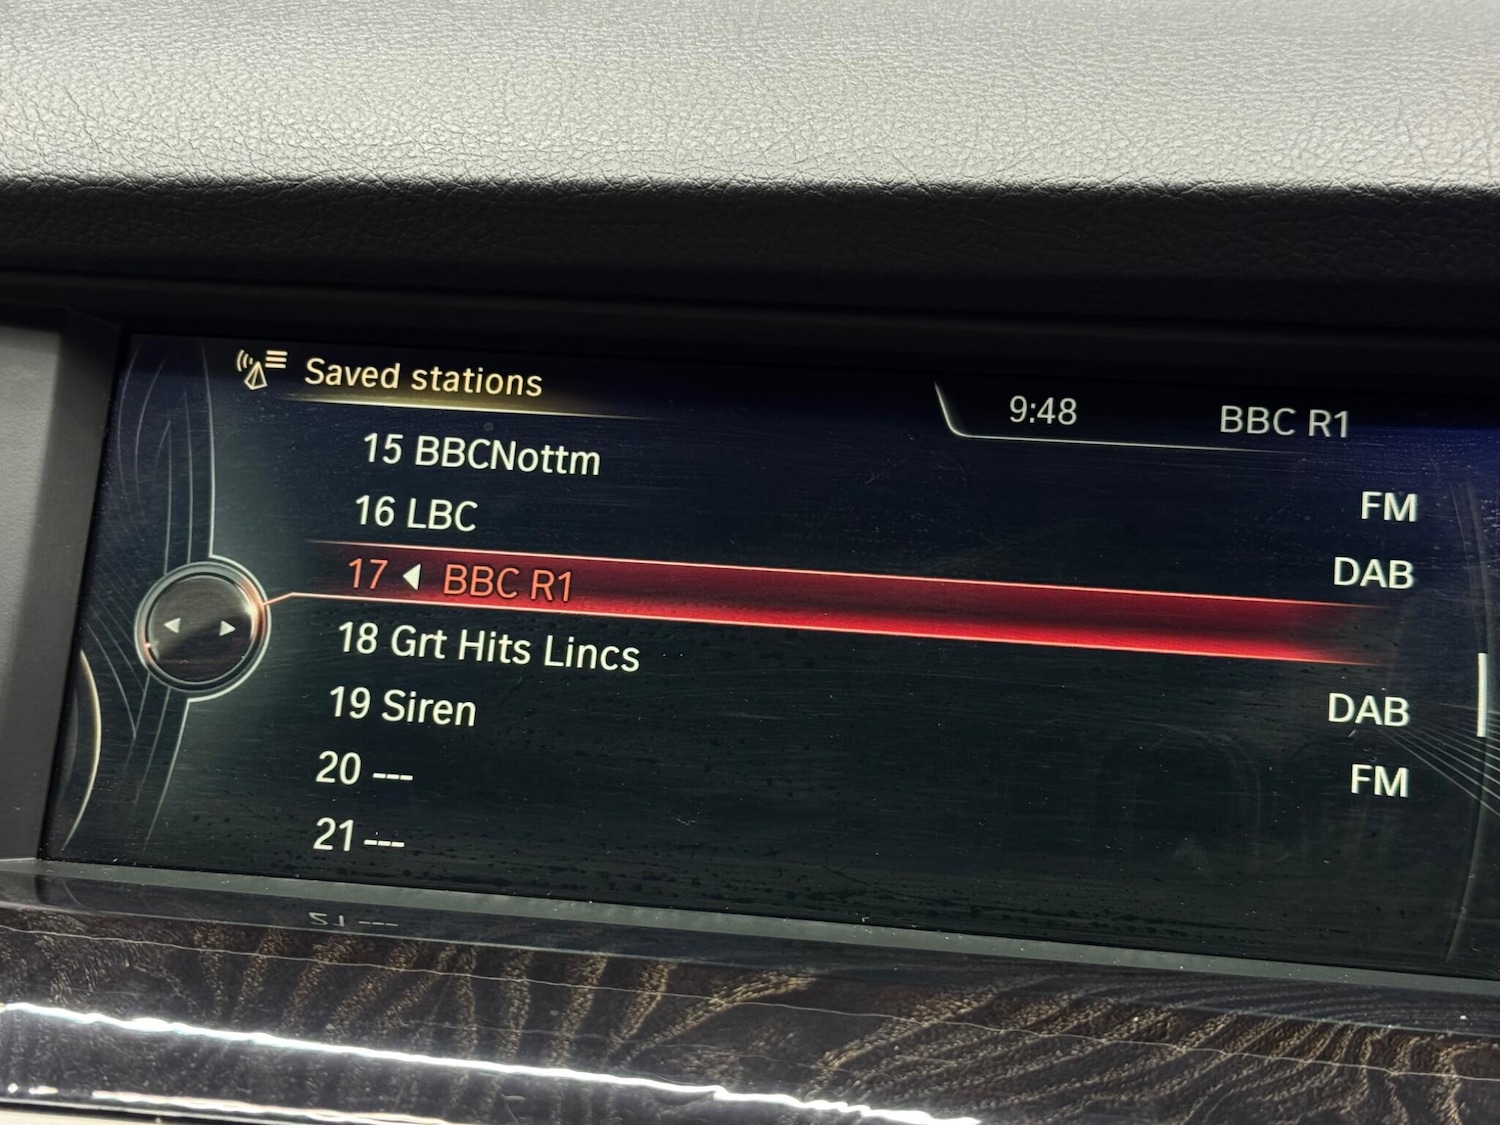 Saved stations 9:48 BBC R1
15 BBCNottm FM
16 LBC DAB
17 ◀ BBC R1
18 Grt Hits Lincs DAB
19 Siren FM
20 ---
21 ---